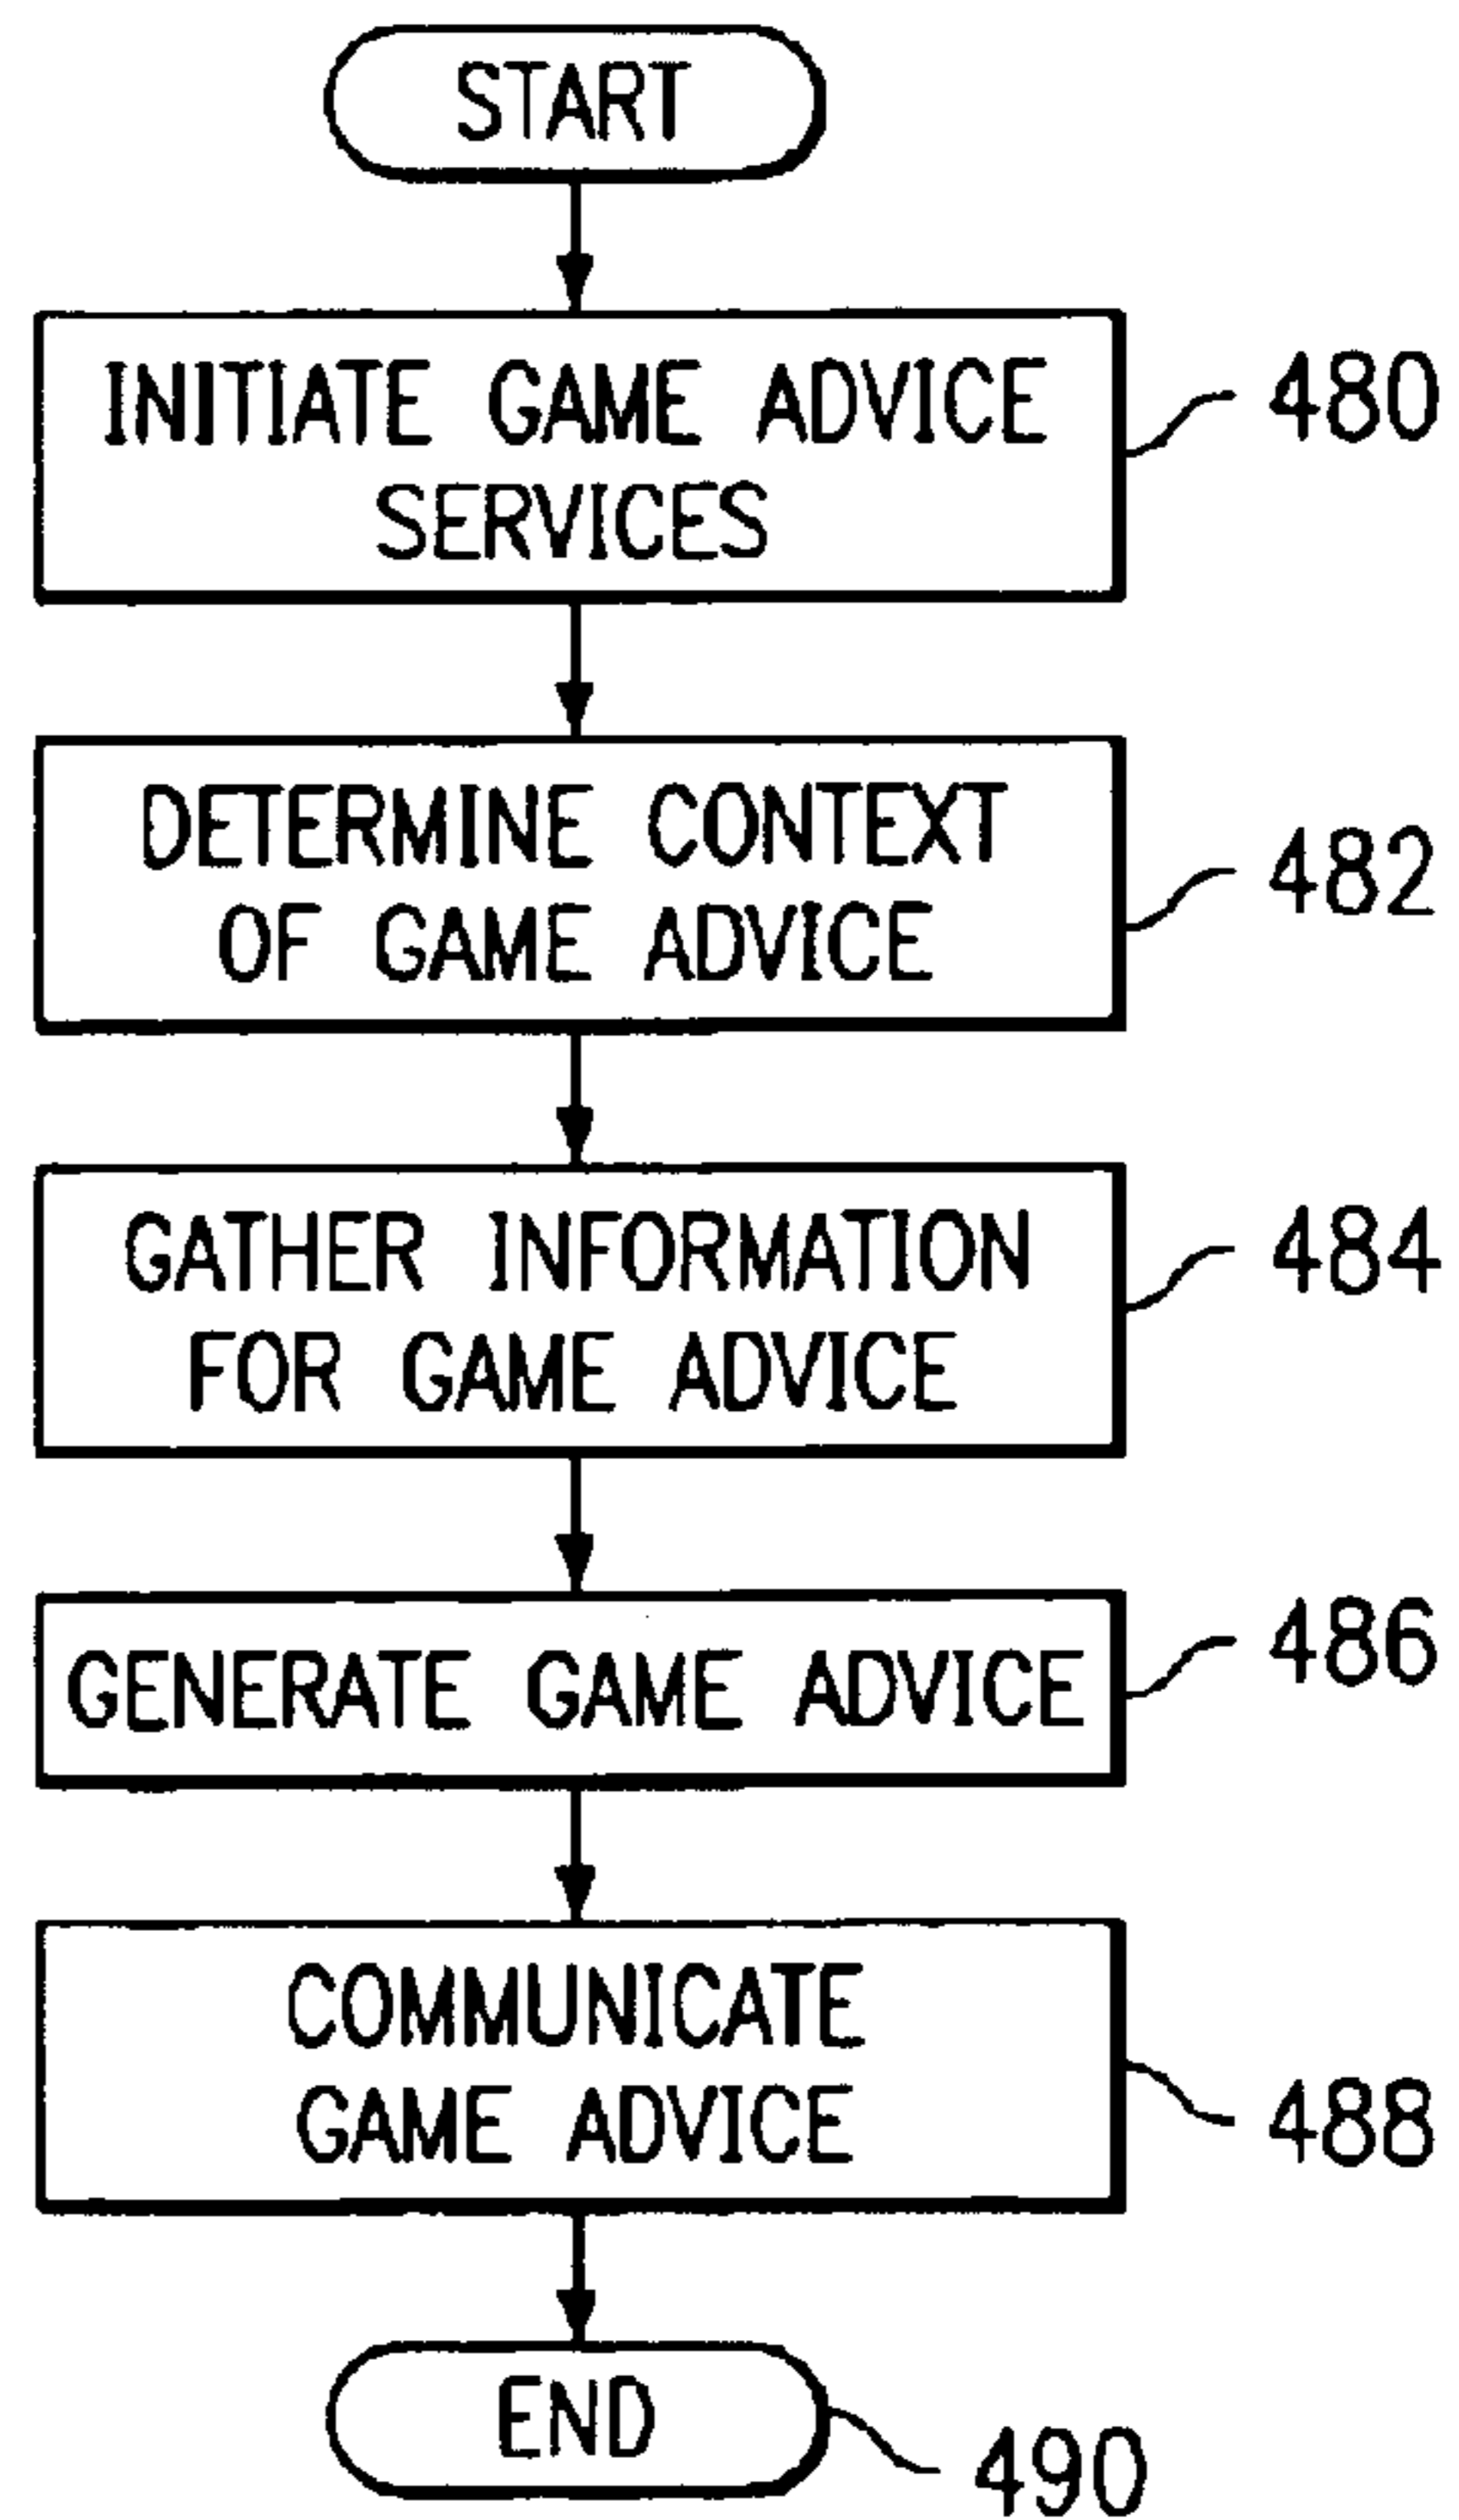 START
INITIATE GAME ADVICE
SERVICES
480
DETERMINE CONTEXT
OF GAME ADVICE
482
GATHER INFORMATION
FOR GAME ADVICE
484
GENERATE GAME ADVICE
486
COMMUNICATE
GAME ADVICE
488
END
490